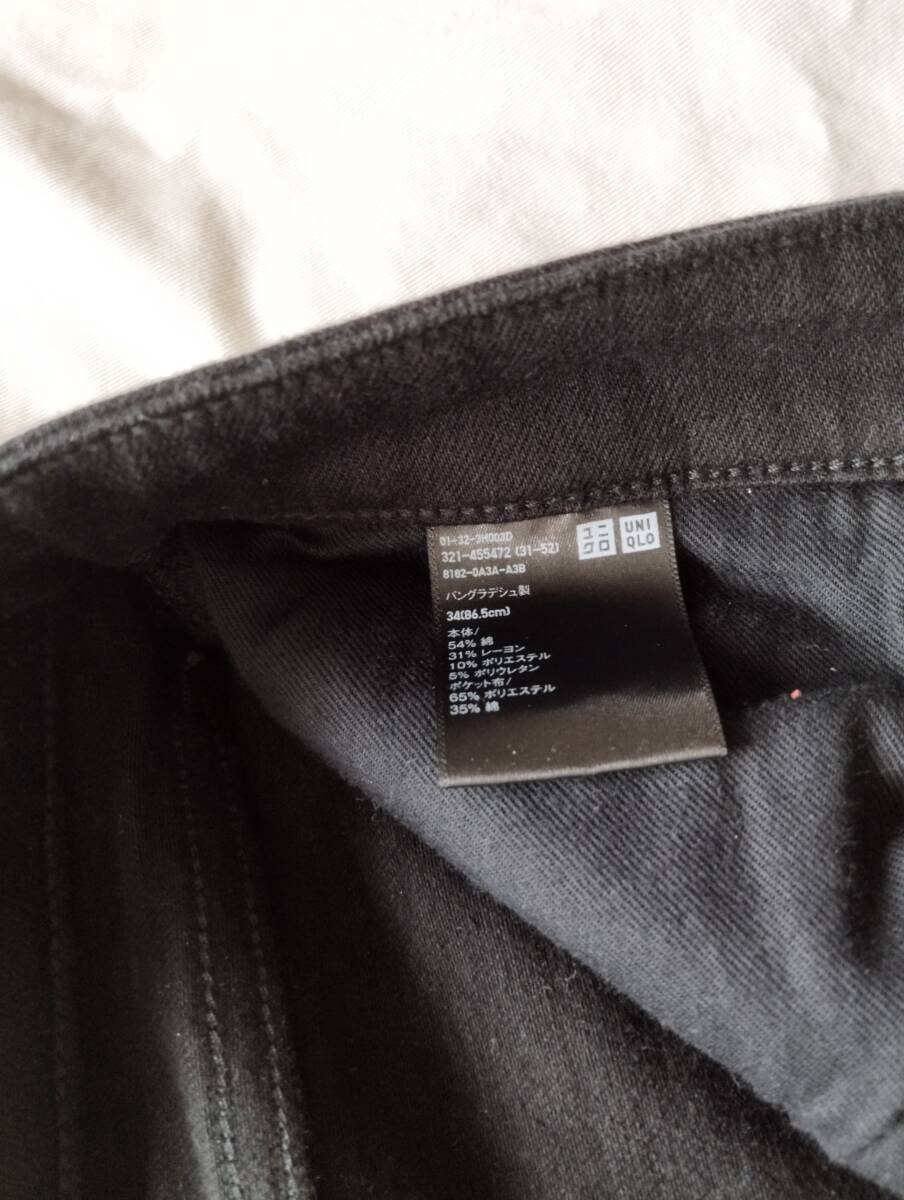 01-32-3H003D
321-455472 (31-52)
8182-0A3A-A3B
ユニ
クロ
UNI
QLO
バングラデシュ製
34(86.5cm)
本体/
54% 綿
31% レーヨン
10% ポリエステル
5% ポリウレタン
ポケット布/
65% ポリエステル
35% 綿